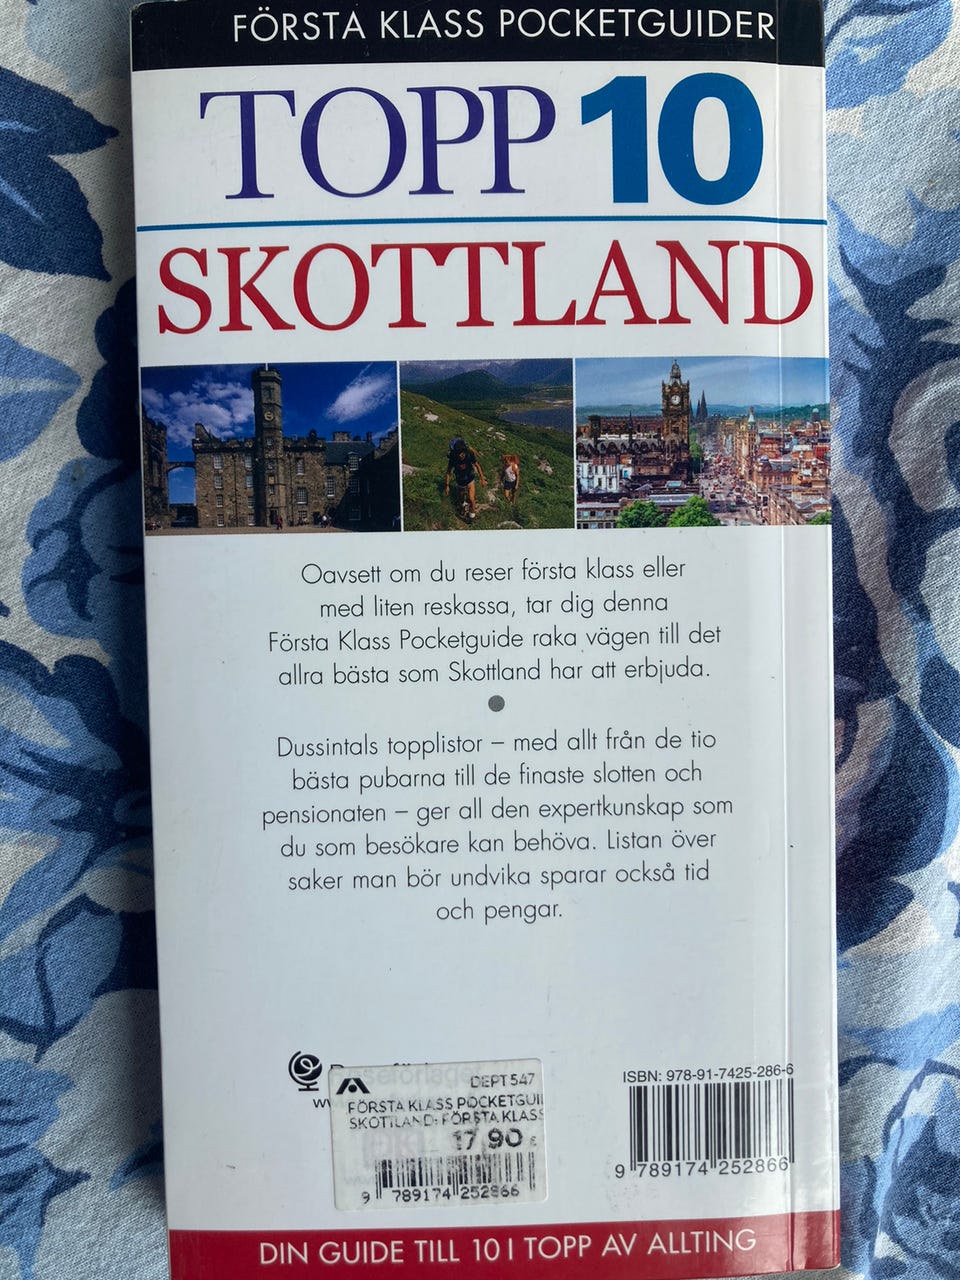 FÖRSTA KLASS POCKETGUIDER
TOPP 10
SKOTTLAND
Oavsett om du reser första klass eller
med liten reskassa, tar dig denna
Första Klass Pocketguide raka vägen till det
allra bästa som Skottland har att erbjuda.
Dussintals topplistor – med allt från de tio
bästa pubarna till de finaste slotten och
pensionaten – ger all den expertkunskap som
du som besökare kan behöva. Listan över
saker man bör undvika sparar också tid
och pengar.
DEPT 547
FÖRSTA KLASS POCKETGUI
SKOTTLAND: FÖRSTA KLASS
17,90 €
9 789174 252866
ISBN: 978-91-7425-286-6
9 789174 252866
DIN GUIDE TILL 10 I TOPP AV ALLTING